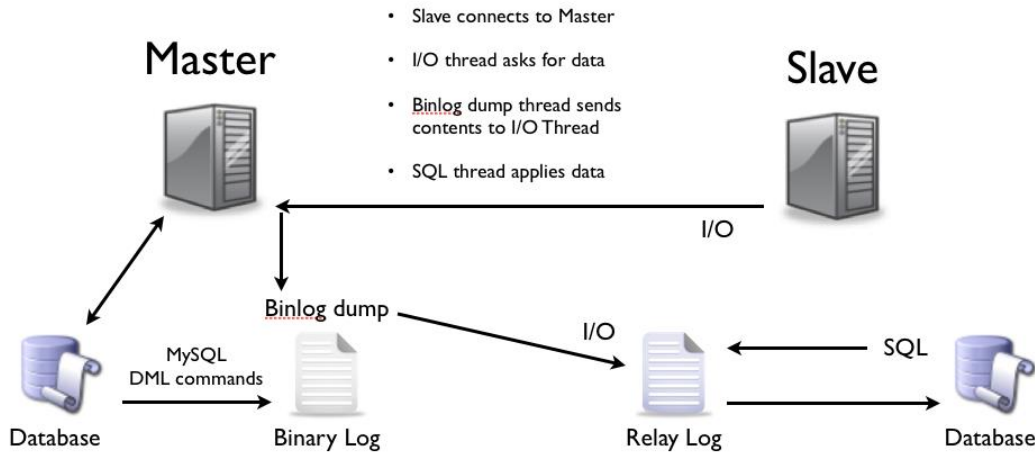 • Slave connects to Master
• I/O thread asks for data
• Binlog dump thread sends
contents to I/O Thread
• SQL thread applies data
Master
Slave
I/O
Binlog dump
I/O
SQL
MySQL
DML commands
Database
Binary Log
Relay Log
Database